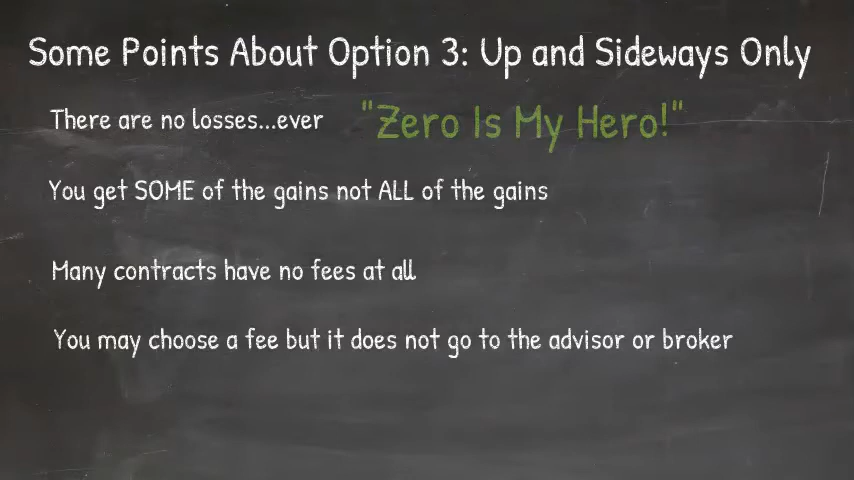 Some Points About Option 3: Up and Sideways Only
There are no losses...ever "Zero Is My Hero!"
You get SOME of the gains not ALL of the gains
Many contracts have no fees at all
You may choose a fee but it does not go to the advisor or broker